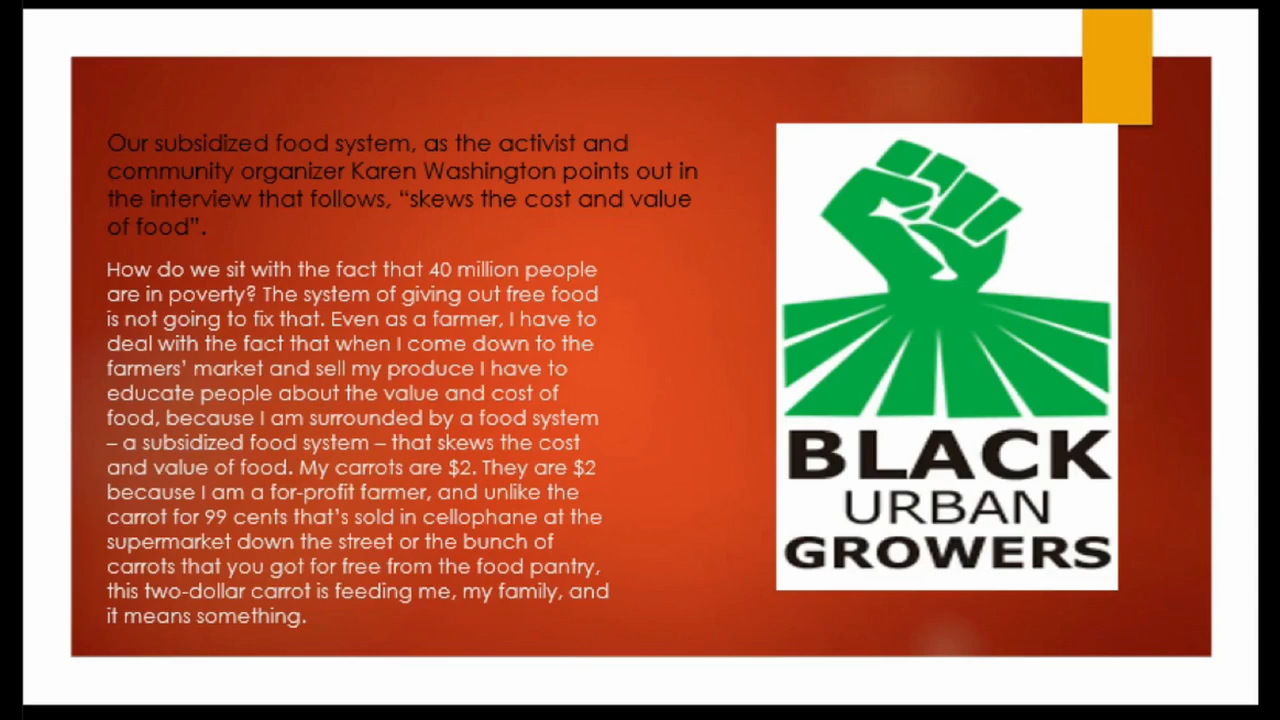 Our subsidized food system, as the activist and
community organizer Karen Washington points out in
the interview that follows, “skews the cost and value
of food”.
How do we sit with the fact that 40 million people
are in poverty? The system of giving out free food
is not going to fix that. Even as a farmer, I have to
deal with the fact that when I come down to the
farmers’ market and sell my produce I have to
educate people about the value and cost of
food, because I am surrounded by a food system
– a subsidized food system – that skews the cost
and value of food. My carrots are $2. They are $2
because I am a for-profit farmer, and unlike the
carrot for 99 cents that’s sold in cellophane at the
supermarket down the street or the bunch of
carrots that you got for free from the food pantry,
this two-dollar carrot is feeding me, my family, and
it means something.
BLACK
URBAN
GROWERS